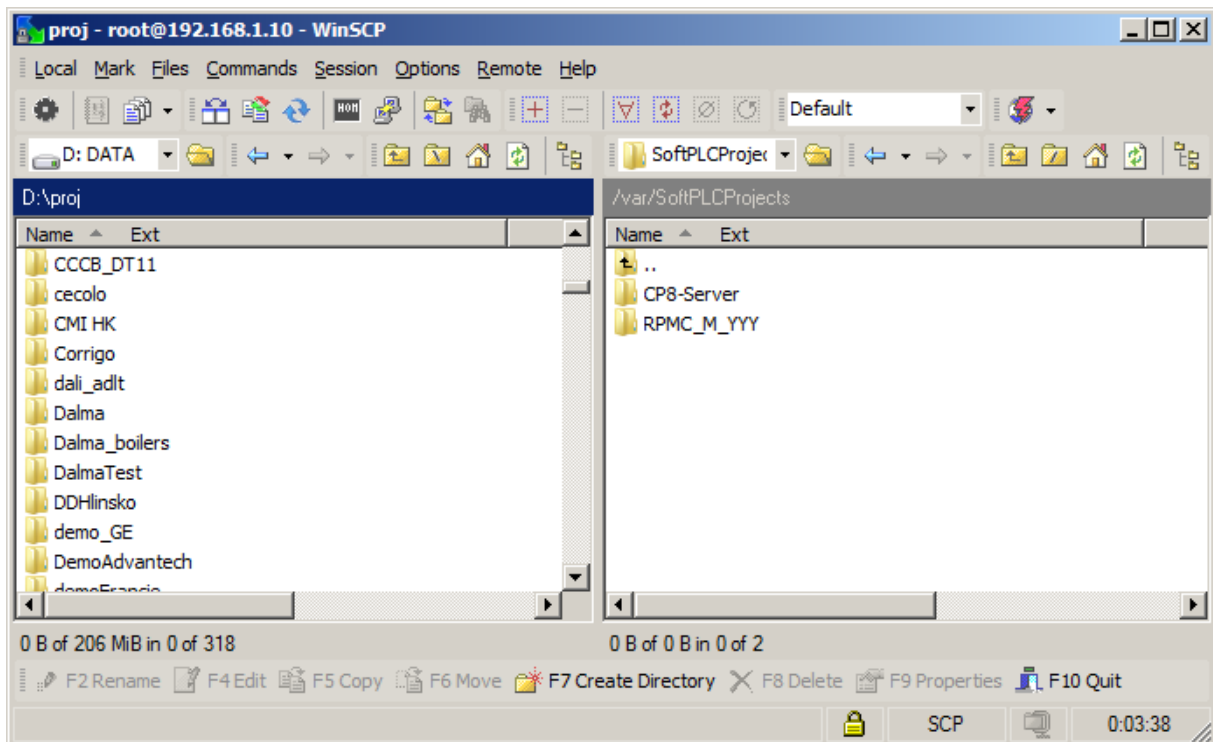 proj - root@192.168.1.10 - WinSCP
Local Mark Files Commands Session Options Remote Help
Default
D: DATA
SoftPLCProjec
D:\proj
/var/SoftPLCProjects
Name Ext
CCCB_DT11
cecolo
CMI HK
Corrigo
dali_adlt
Dalma
Dalma_boilers
DalmaTest
DDHlinsko
demo_GE
DemoAdvantech
Name Ext
..
CP8-Server
RPMC_M_YYY
0 B of 206 MiB in 0 of 318
0 B of 0 B in 0 of 2
F2 Rename F4 Edit F5 Copy F6 Move F7 Create Directory F8 Delete F9 Properties F10 Quit
SCP 0:03:38